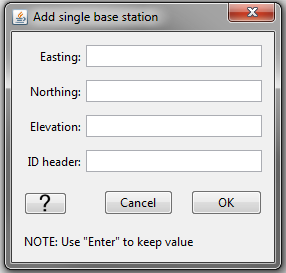 Add single base station
Easting:
Northing:
Elevation:
ID header:
?
Cancel
OK
NOTE: Use "Enter" to keep value